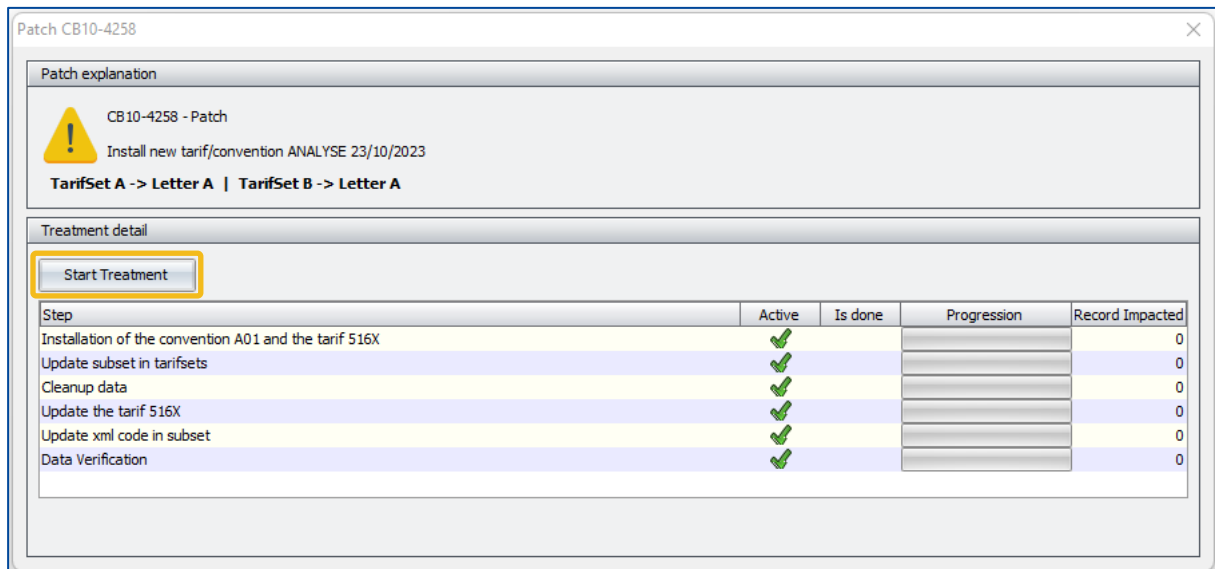 Patch CB10-4258
Patch explanation
CB10-4258 - Patch
Install new tarif/convention ANALYSE 23/10/2023
TarifSet A -> Letter A | TarifSet B -> Letter A
Treatment detail
Start Treatment
Step Active Is done Progression Record Impacted
Installation of the convention A01 and the tarif 516X 0
Update subset in tarifsets 0
Cleanup data 0
Update the tarif 516X 0
Update xml code in subset 0
Data Verification 0